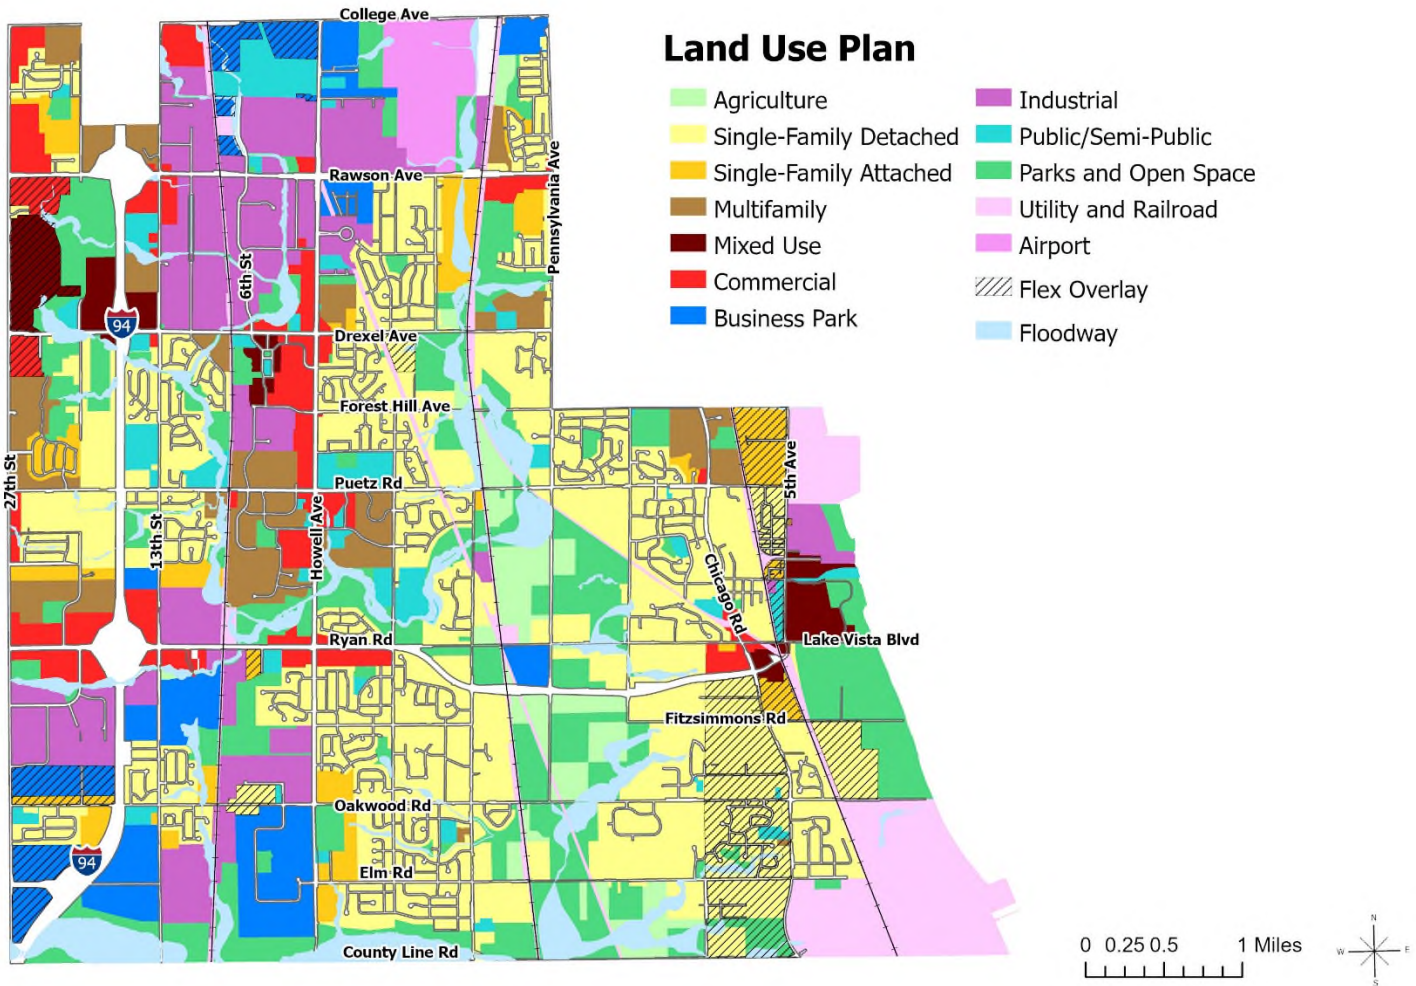 College Ave
Land Use Plan
Agriculture
Single-Family Detached
Single-Family Attached
Multifamily
Mixed Use
Commercial
Business Park
Industrial
Public/Semi-Public
Parks and Open Space
Utility and Railroad
Airport
Flex Overlay
Floodway
Rawson Ave
Pennsylvania Ave
6th St
94
Drexel Ave
Forest Hill Ave
27th St
Puetz Rd
5th Ave
13th St
Howell Ave
Chicago Rd
Ryan Rd
Lake Vista Blvd
Fitzsimmons Rd
Oakwood Rd
94
Elm Rd
County Line Rd
0 0.25 0.5 1 Miles
N
W E
S